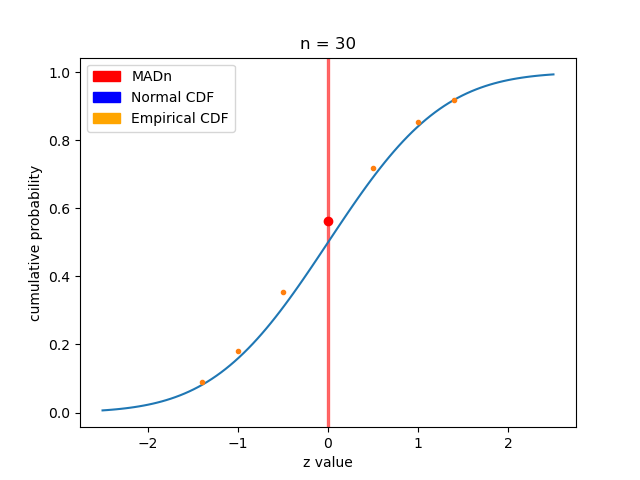 n = 30
MADn
Normal CDF
Empirical CDF
1.0
0.8
0.6
0.4
0.2
0.0
cumulative probability
−2
−1
0
1
2
z value